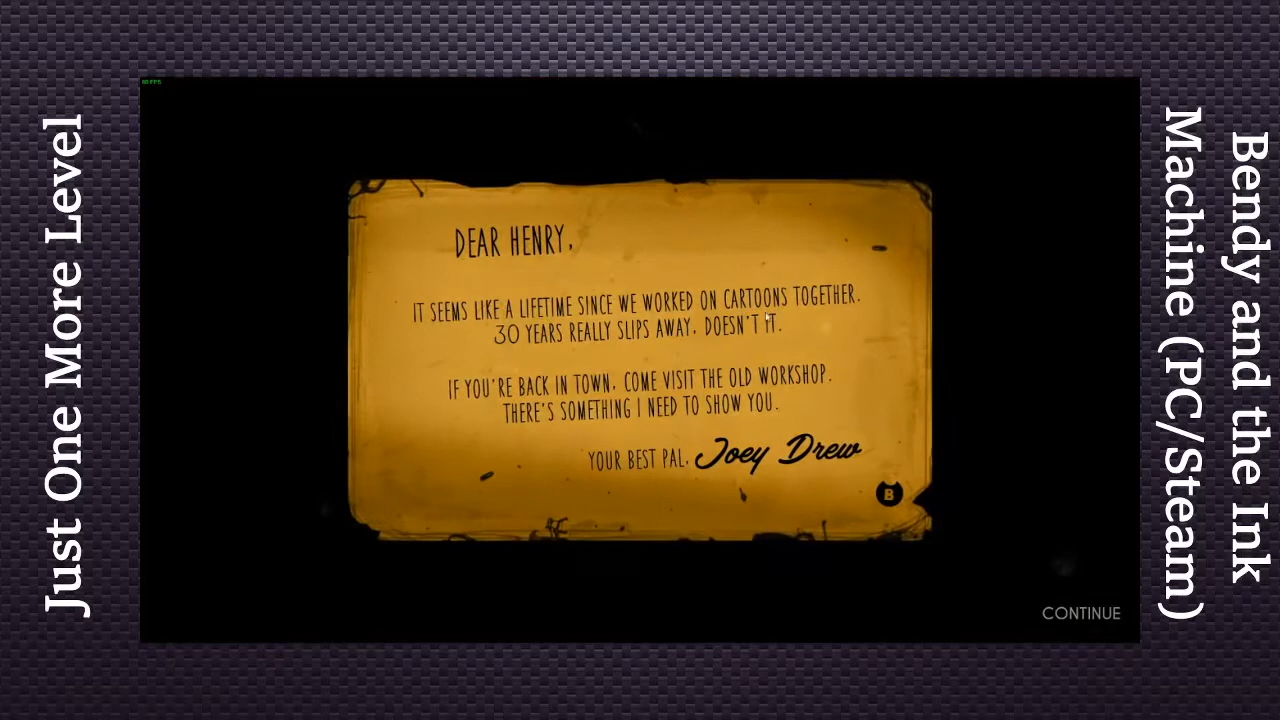 Just One More Level
60 FPS
DEAR HENRY,
IT SEEMS LIKE A LIFETIME SINCE WE WORKED ON CARTOONS TOGETHER.
30 YEARS REALLY SLIPS AWAY, DOESN'T IT.
IF YOU'RE BACK IN TOWN, COME VISIT THE OLD WORKSHOP.
THERE'S SOMETHING I NEED TO SHOW YOU.
YOUR BEST PAL, Joey Drew
B
CONTINUE
Bendy and the Ink
Machine (PC/Steam)